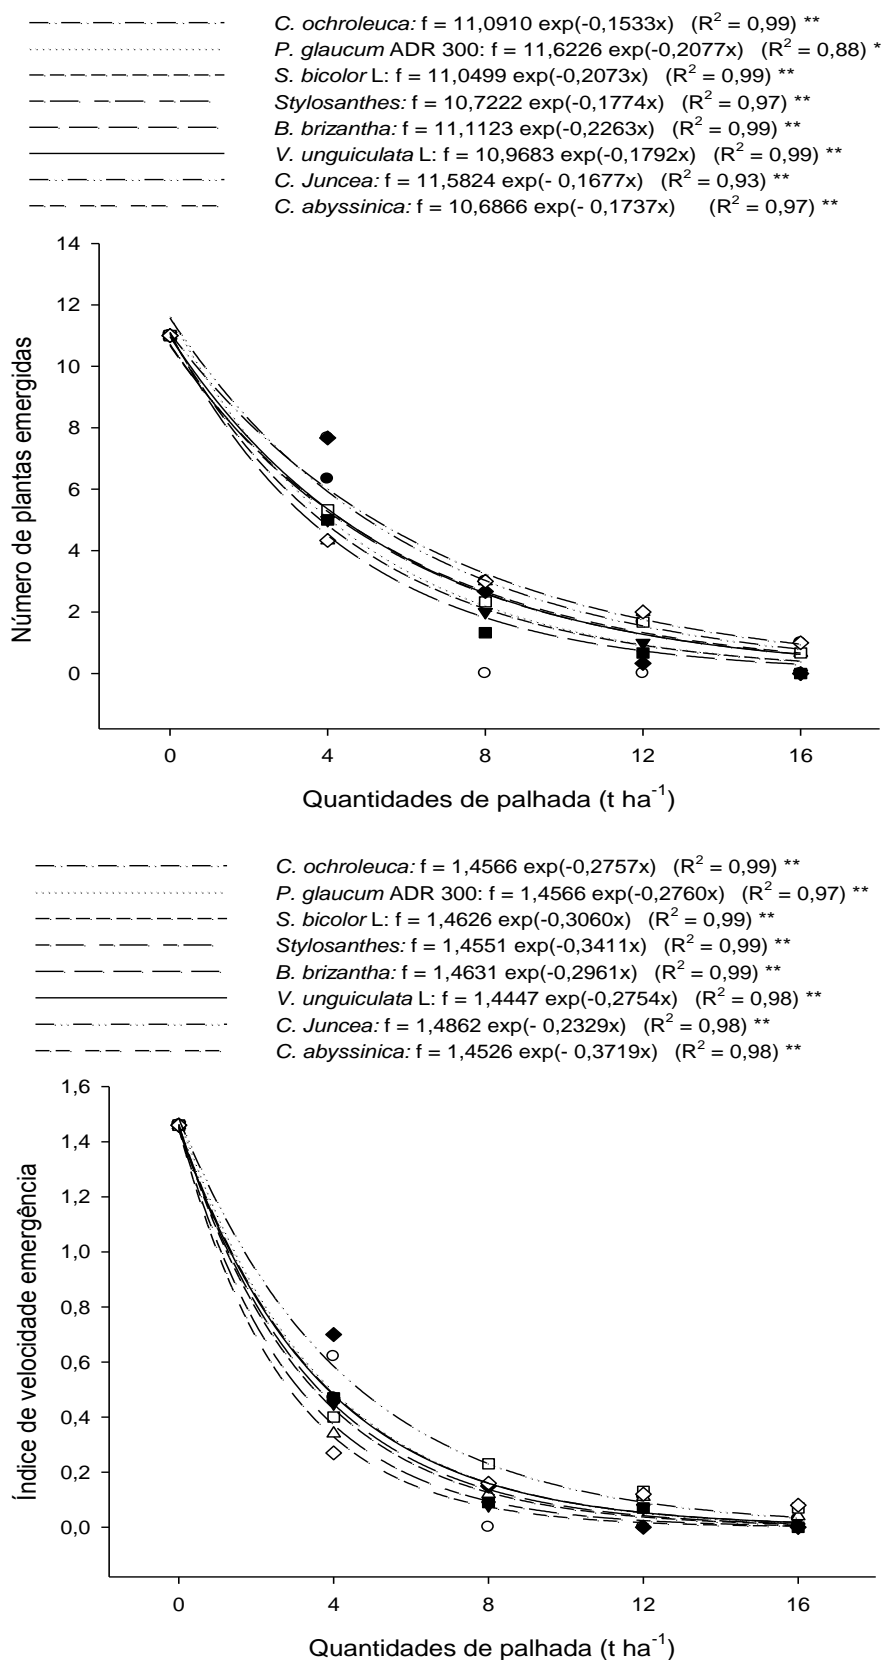 C. ochroleuca: f = 11,0910 exp(-0,1533x) (R² = 0,99) **
P. glaucum ADR 300: f = 11,6226 exp(-0,2077x) (R² = 0,88) *
S. bicolor L: f = 11,0499 exp(-0,2073x) (R² = 0,99) **
Stylosanthes: f = 10,7222 exp(-0,1774x) (R² = 0,97) **
B. brizantha: f = 11,1123 exp(-0,2263x) (R² = 0,99) **
V. unguiculata L: f = 10,9683 exp(-0,1792x) (R² = 0,99) **
C. Juncea: f = 11,5824 exp(- 0,1677x) (R² = 0,93) **
C. abyssinica: f = 10,6866 exp(- 0,1737x) (R² = 0,97) **
14
12
10
8
6
4
2
0
Número de plantas emergidas
0 4 8 12 16
Quantidades de palhada (t ha⁻¹)
C. ochroleuca: f = 1,4566 exp(-0,2757x) (R² = 0,99) **
P. glaucum ADR 300: f = 1,4566 exp(-0,2760x) (R² = 0,97) **
S. bicolor L: f = 1,4626 exp(-0,3060x) (R² = 0,99) **
Stylosanthes: f = 1,4551 exp(-0,3411x) (R² = 0,99) **
B. brizantha: f = 1,4631 exp(-0,2961x) (R² = 0,99) **
V. unguiculata L: f = 1,4447 exp(-0,2754x) (R² = 0,98) **
C. Juncea: f = 1,4862 exp(- 0,2329x) (R² = 0,98) **
C. abyssinica: f = 1,4526 exp(- 0,3719x) (R² = 0,98) **
1,6
1,4
1,2
1,0
0,8
0,6
0,4
0,2
0,0
Índice de velocidade emergência
0 4 8 12 16
Quantidades de palhada (t ha⁻¹)